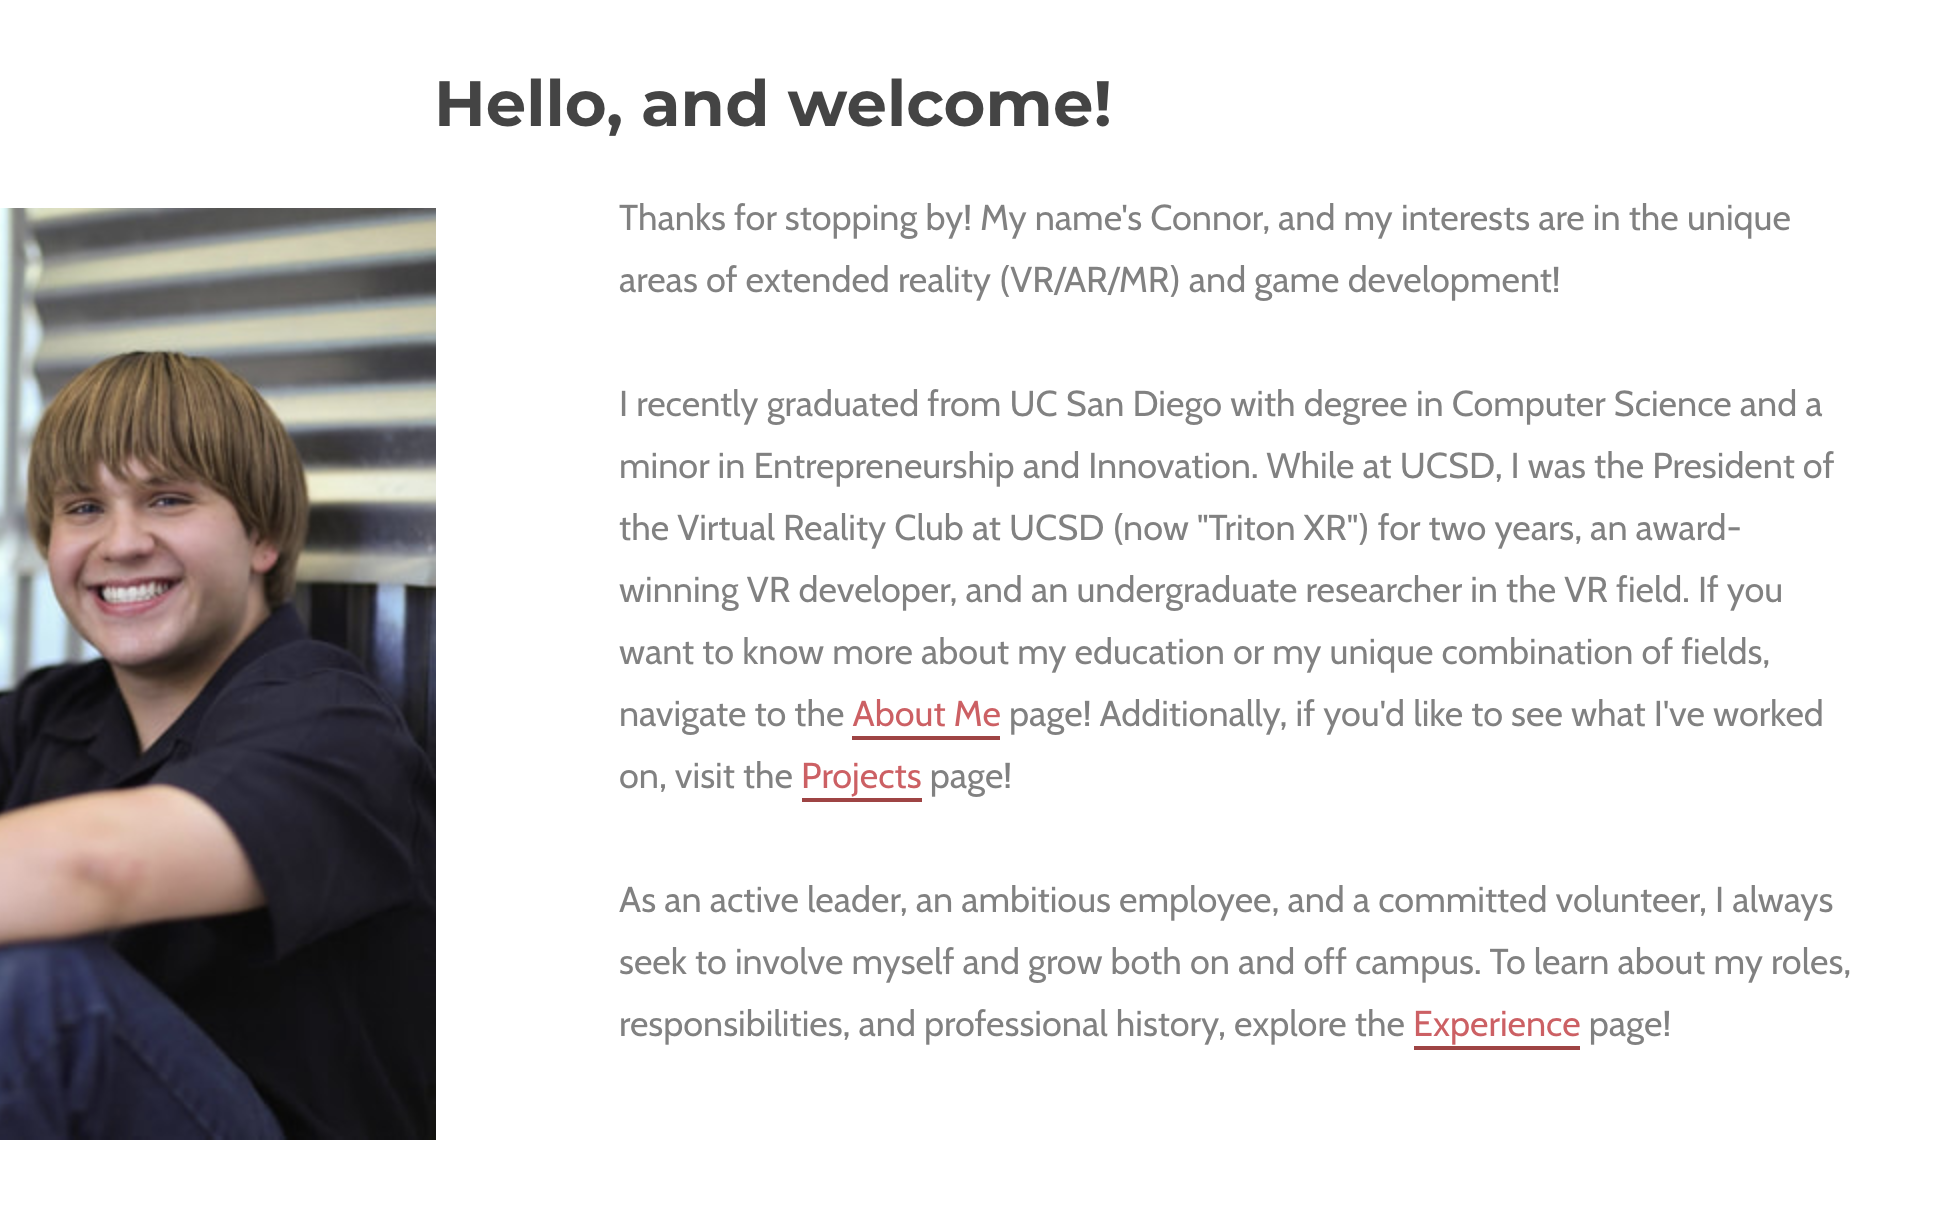 Hello, and welcome!
Thanks for stopping by! My name's Connor, and my interests are in the unique
areas of extended reality (VR/AR/MR) and game development!
I recently graduated from UC San Diego with degree in Computer Science and a
minor in Entrepreneurship and Innovation. While at UCSD, I was the President of
the Virtual Reality Club at UCSD (now "Triton XR") for two years, an award-
winning VR developer, and an undergraduate researcher in the VR field. If you
want to know more about my education or my unique combination of fields,
navigate to the About Me page! Additionally, if you'd like to see what I've worked
on, visit the Projects page!
As an active leader, an ambitious employee, and a committed volunteer, I always
seek to involve myself and grow both on and off campus. To learn about my roles,
responsibilities, and professional history, explore the Experience page!